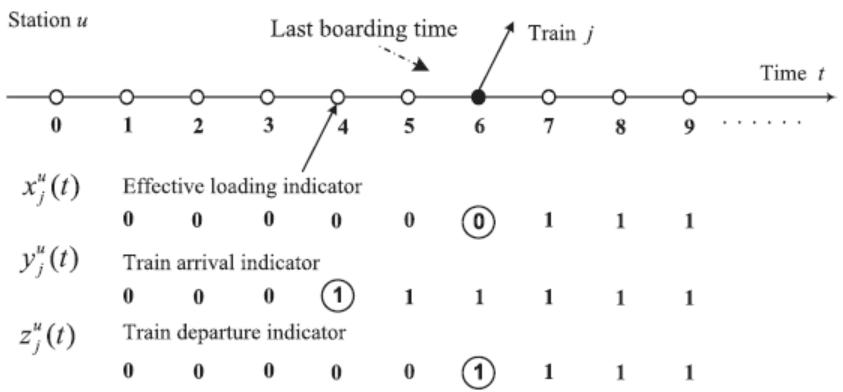 Station u
Last boarding time
Train j
Time t
0 1 2 3 4 5 6 7 8 9 . . . . . .
x_j^u(t) Effective loading indicator
0 0 0 0 0 0 1 1 1
y_j^u(t) Train arrival indicator
0 0 0 1 1 1 1 1 1
z_j^u(t) Train departure indicator
0 0 0 0 0 1 1 1 1